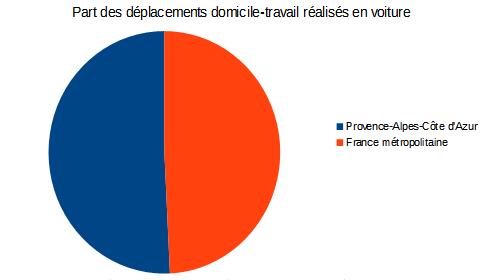 Part des déplacements domicile-travail réalisés en voiture
Provence-Alpes-Côte d'Azur
France métropolitaine